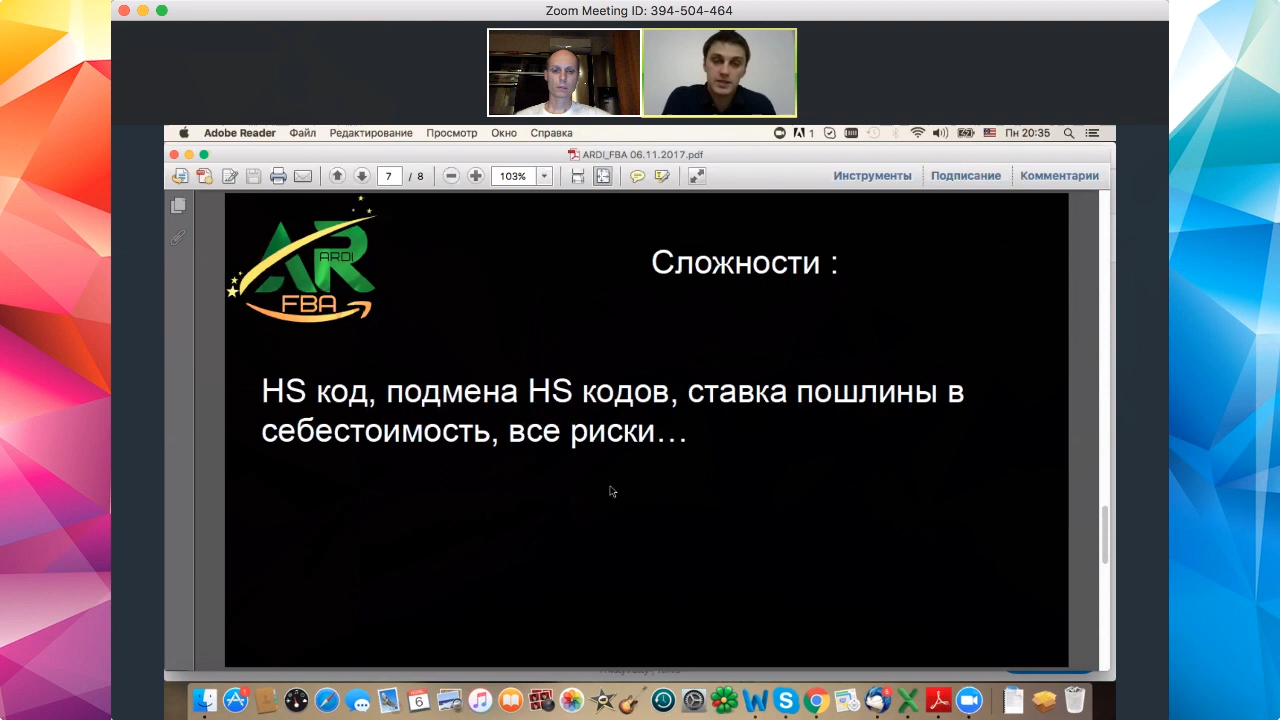 Zoom Meeting ID: 394-504-464
Adobe Reader Файл Редактирование Просмотр Окно Справка
1 Пн 20:35
ARDI_FBA 06.11.2017.pdf
7 / 8 103% Инструменты Подписание Комментарии
AR
ARDI
FBA
Сложности :
HS код, подмена HS кодов, ставка пошлины в
себестоимость, все риски…
6